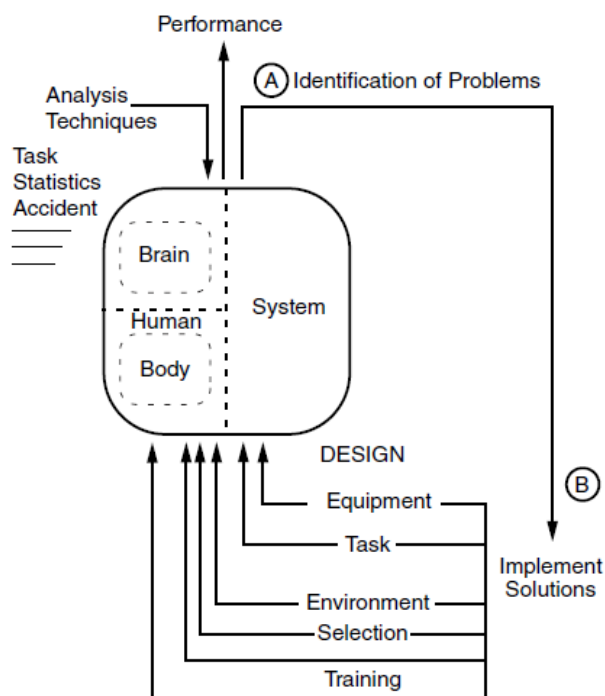 Performance
A Identification of Problems
Analysis
Techniques
Task
Statistics
Accident
Brain
Human
System
Body
DESIGN
B
Equipment
Task
Implement
Solutions
Environment
Selection
Training